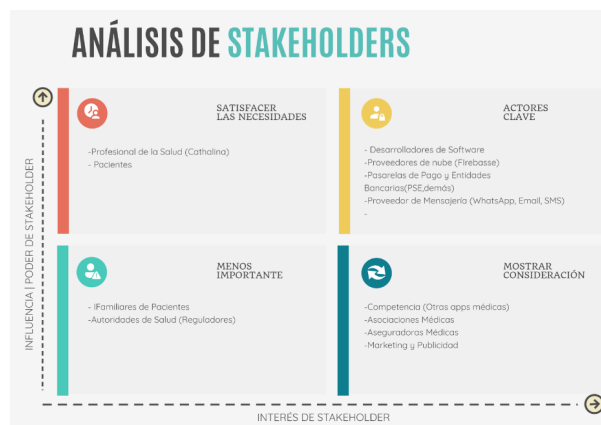 ANÁLISIS DE STAKEHOLDERS
SATISFACER
LAS NECESIDADES
-Profesional de la Salud (Cathalina)
- Pacientes
ACTORES
CLAVE
- Desarrolladores de Software
-Proveedores de nube (Firebasse)
-Pasarelas de Pago y Entidades
Bancarias(PSE,demás)
-Proveedor de Mensajería (WhatsApp, Email, SMS)
-
INFLUENCIA | PODER DE STAKEHOLDER
MENOS
IMPORTANTE
- IFamiliares de Pacientes
-Autoridades de Salud (Reguladores)
MOSTRAR
CONSIDERACIÓN
-Competencia (Otras apps médicas)
-Asociaciones Médicas
-Aseguradoras Médicas
-Marketing y Publicidad
INTERÉS DE STAKEHOLDER